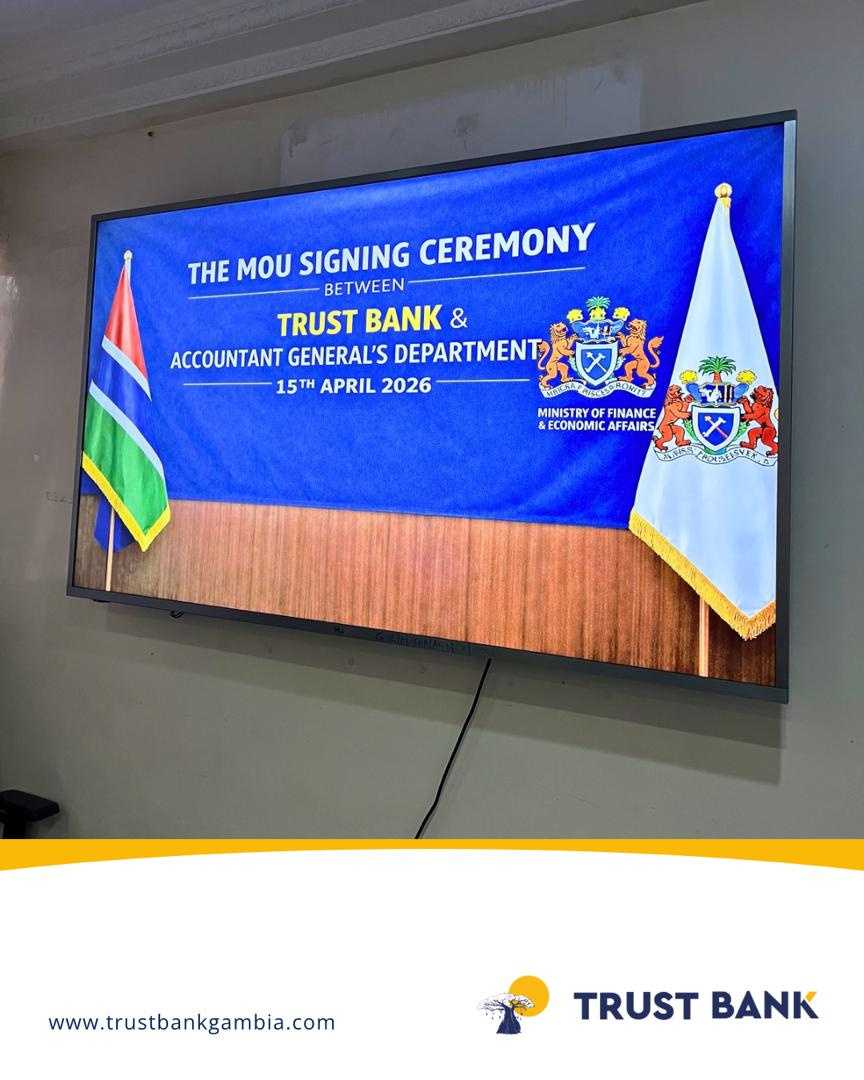 THE MOU SIGNING CEREMONY
BETWEEN
TRUST BANK &
ACCOUNTANT GENERAL'S DEPARTMENT
15TH APRIL 2026
MINISTRY OF FINANCE
& ECONOMIC AFFAIRS
www.trustbankgambia.com
TRUST BANK